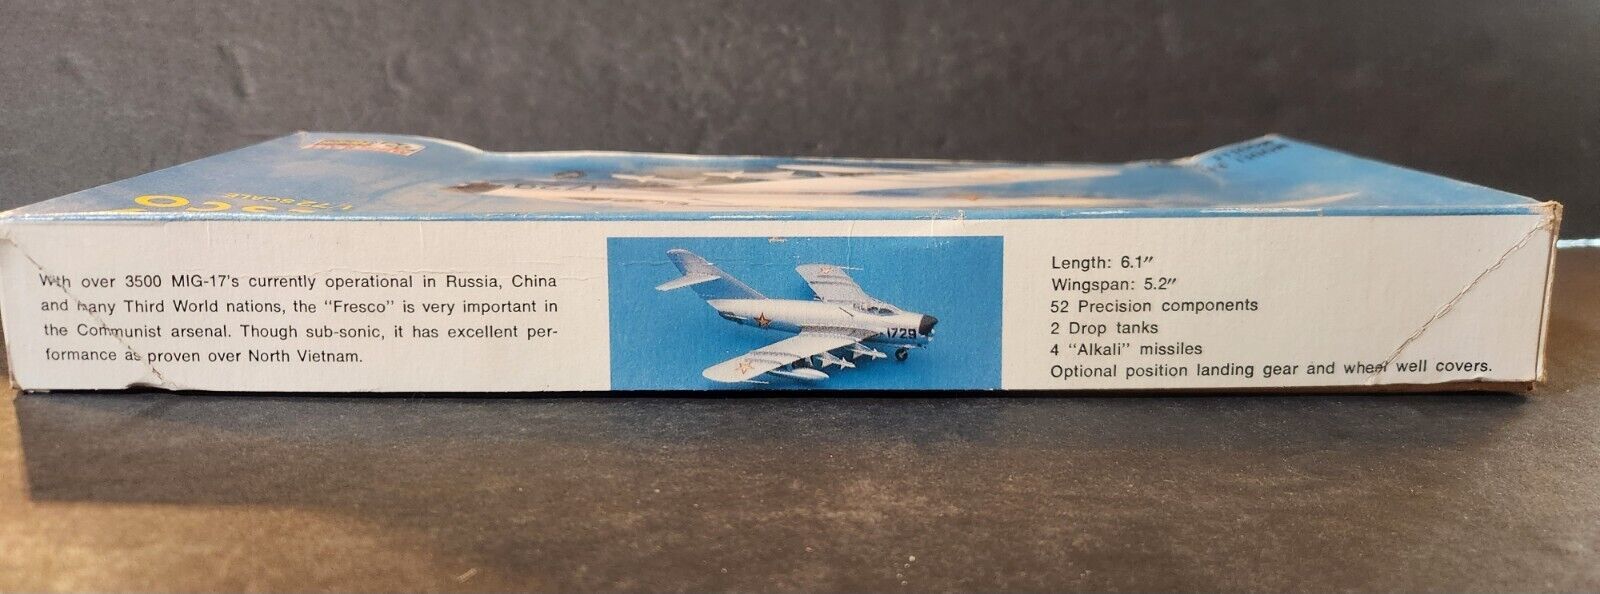 1/72 SCALE
With over 3500 MIG-17's currently operational in Russia, China
and many Third World nations, the "Fresco" is very important in
the Communist arsenal. Though sub-sonic, it has excellent per-
formance as proven over North Vietnam.
1729
Length: 6.1"
Wingspan: 5.2"
52 Precision components
2 Drop tanks
4 "Alkali" missiles
Optional position landing gear and wheel well covers.